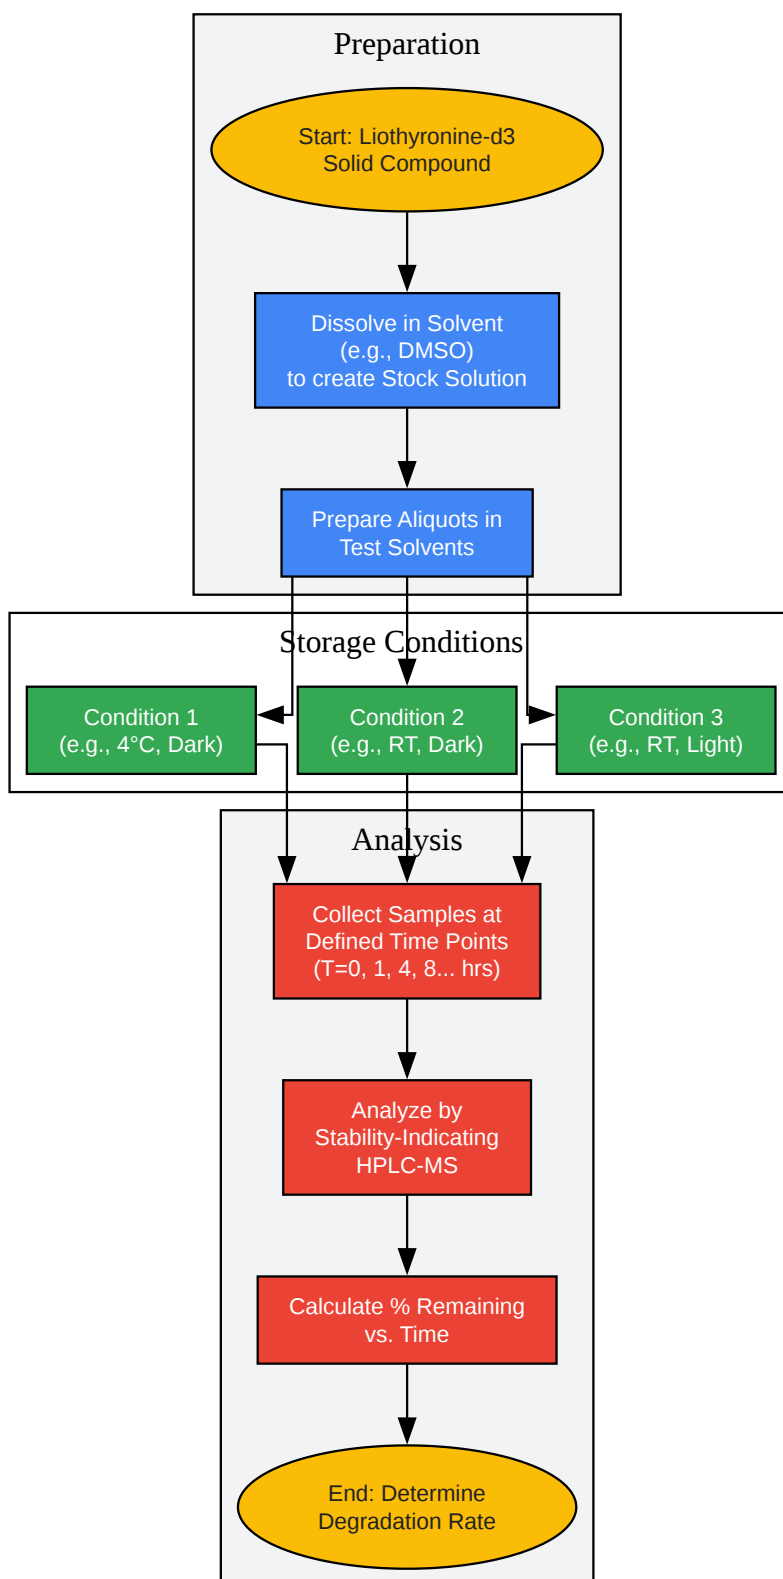 Preparation
Start: Liothyronine-d3
Solid Compound
Dissolve in Solvent
(e.g., DMSO)
to create Stock Solution
Prepare Aliquots in
Test Solvents
Storage Conditions
Condition 1
(e.g., 4°C, Dark)
Condition 2
(e.g., RT, Dark)
Condition 3
(e.g., RT, Light)
Analysis
Collect Samples at
Defined Time Points
(T=0, 1, 4, 8... hrs)
Analyze by
Stability-Indicating
HPLC-MS
Calculate % Remaining
vs. Time
End: Determine
Degradation Rate